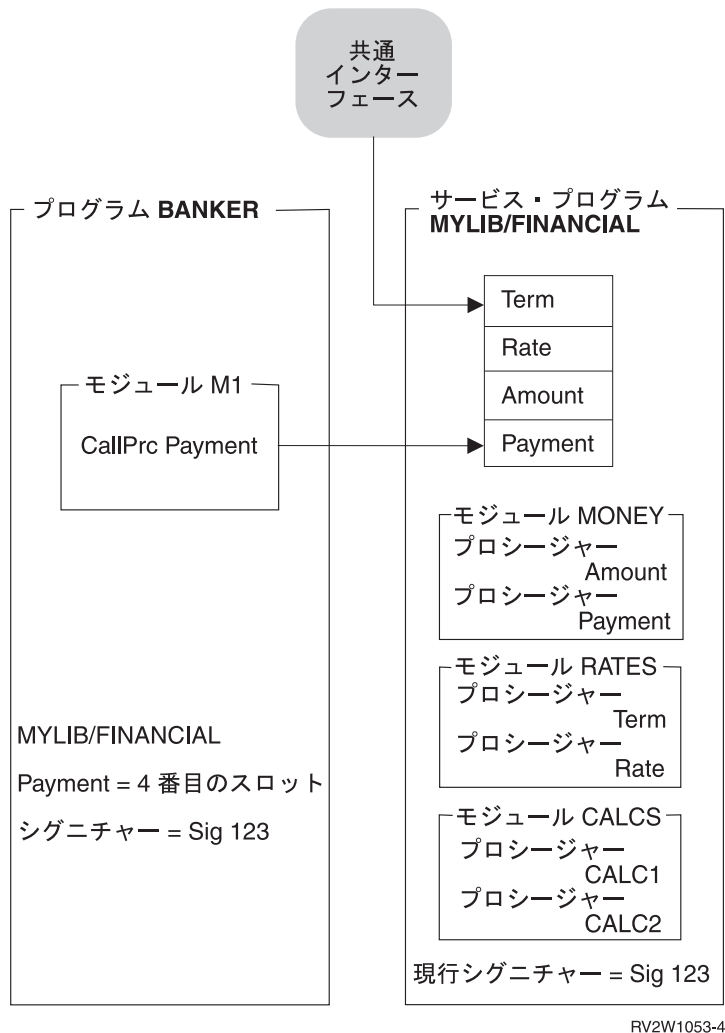 共通
インター
フェース
プログラム BANKER
モジュール M1
CallPrc Payment
MYLIB/FINANCIAL
Payment = 4 番目のスロット
シグニチャー = Sig 123
サービス・プログラム
MYLIB/FINANCIAL
Term
Rate
Amount
Payment
モジュール MONEY
プロシージャー
Amount
プロシージャー
Payment
モジュール RATES
プロシージャー
Term
プロシージャー
Rate
モジュール CALCS
プロシージャー
CALC1
プロシージャー
CALC2
現行シグニチャー = Sig 123
RV2W1053-4